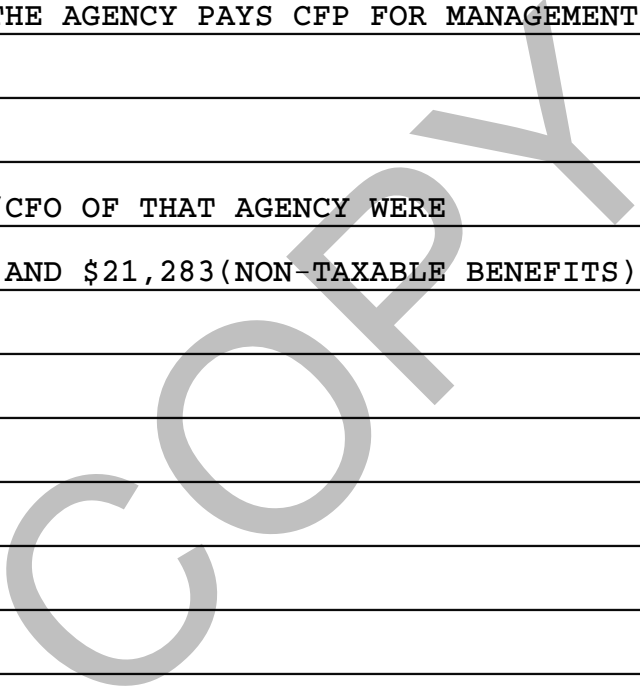 THE AGENCY PAYS CFP FOR MANAGEMENT
CFO OF THAT AGENCY WERE
AND $21,283(NON-TAXABLE BENEFITS)
COPY